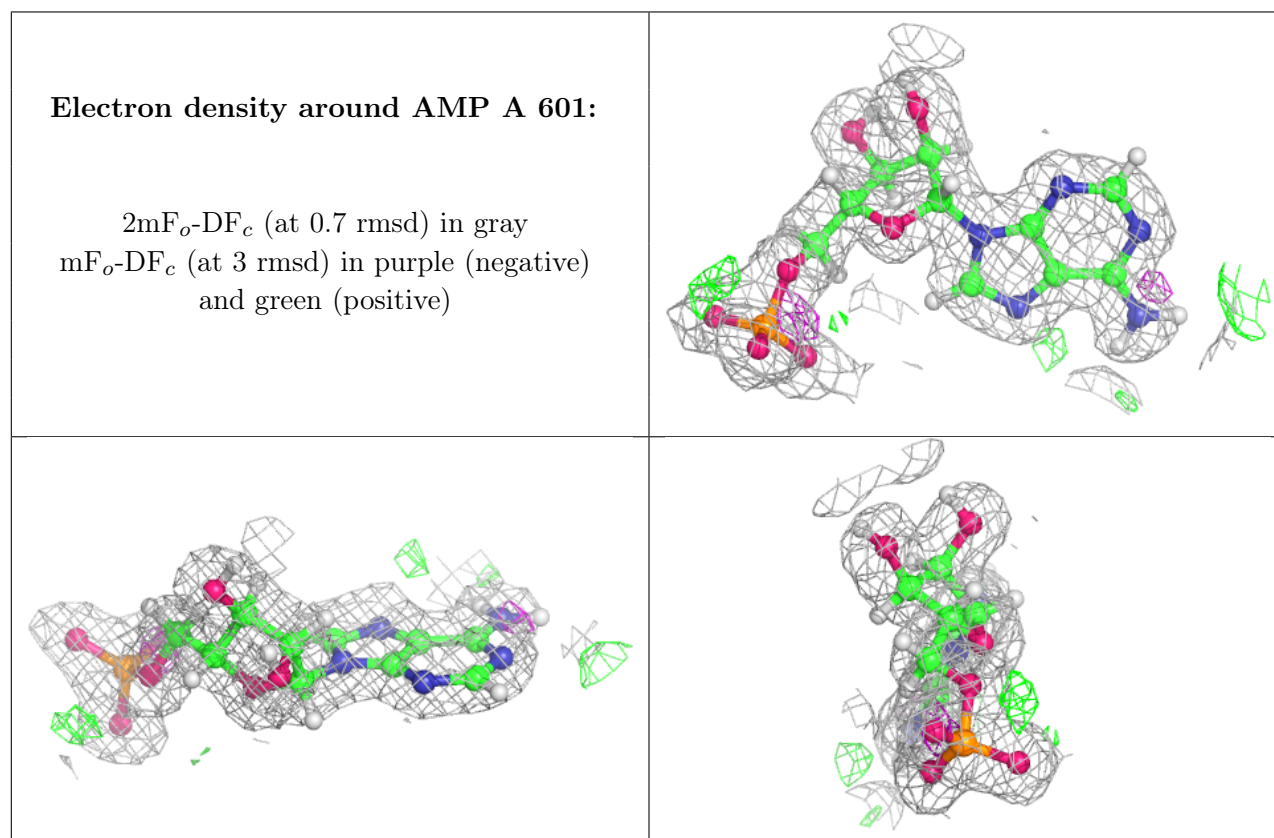 Electron density around AMP A 601:
2mFo-DFc (at 0.7 rmsd) in gray
mFo-DFc (at 3 rmsd) in purple (negative)
and green (positive)